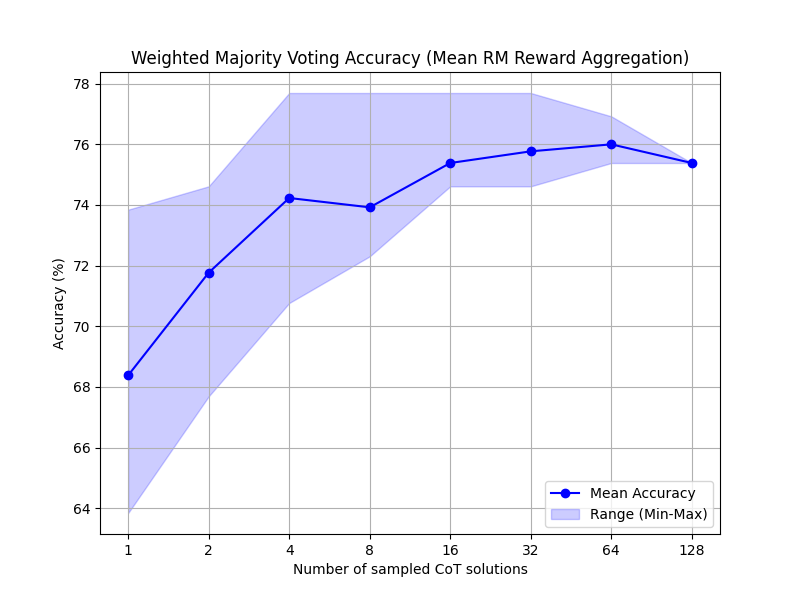 Weighted Majority Voting Accuracy (Mean RM Reward Aggregation)
Accuracy (%)
78
76
74
72
70
68
66
64
Mean Accuracy
Range (Min-Max)
1 2 4 8 16 32 64 128
Number of sampled CoT solutions